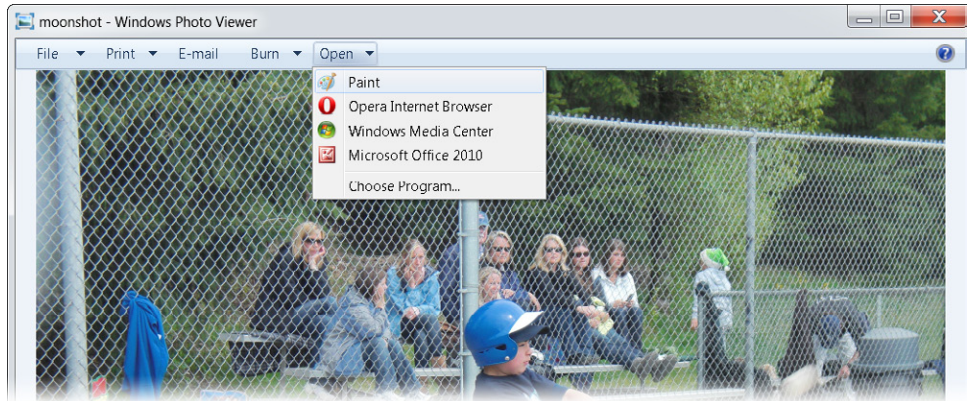 moonshot - Windows Photo Viewer
File Print E-mail Burn Open
Paint
Opera Internet Browser
Windows Media Center
Microsoft Office 2010
Choose Program...